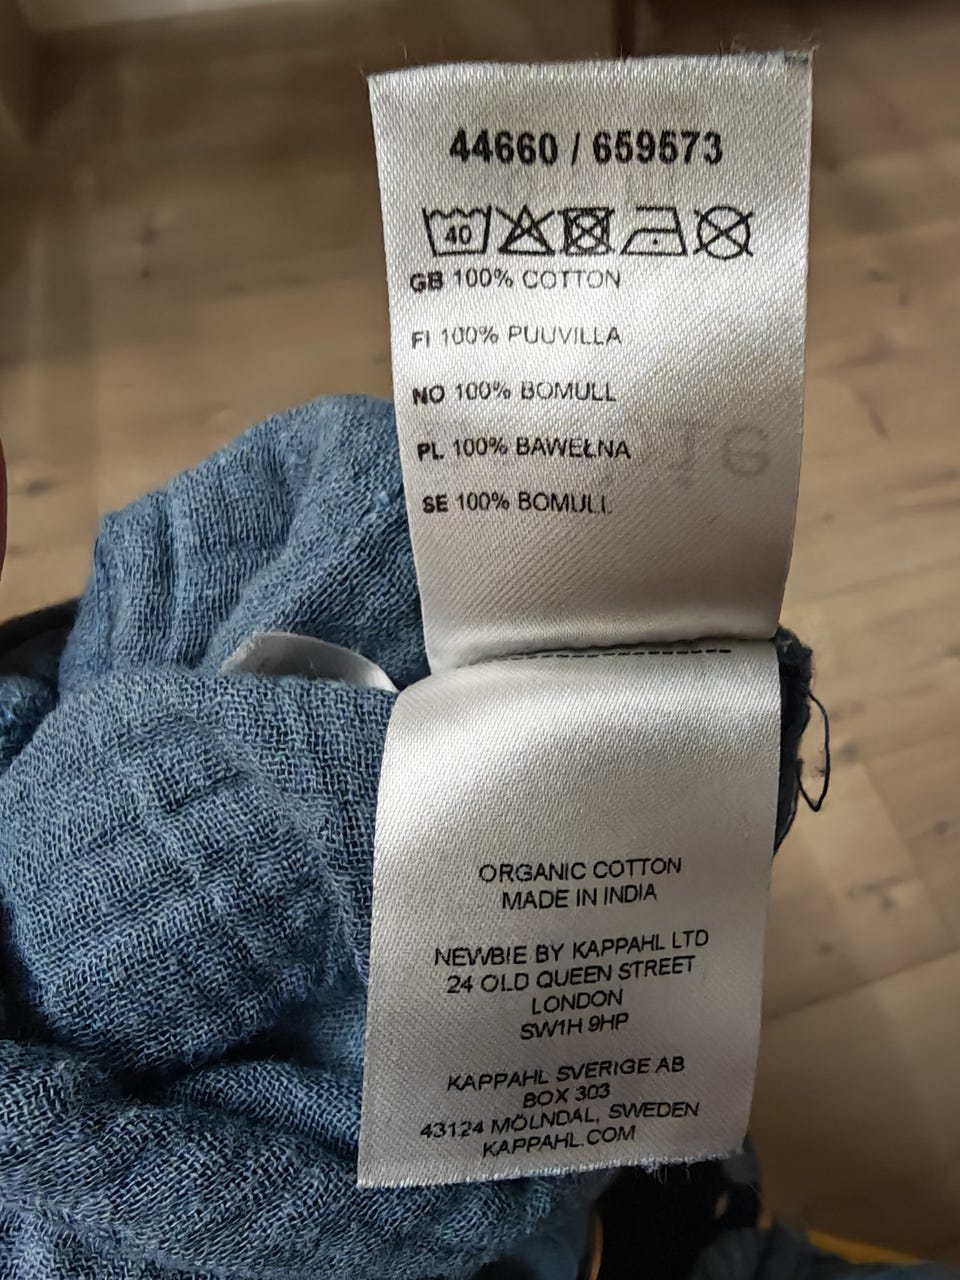 44660 / 659573
40
GB 100% COTTON
FI 100% PUUVILLA
NO 100% BOMULL
PL 100% BAWEŁNA
SE 100% BOMULL
ORGANIC COTTON
MADE IN INDIA
NEWBIE BY KAPPAHL LTD
24 OLD QUEEN STREET
LONDON
SW1H 9HP
KAPPAHL SVERIGE AB
BOX 303
43124 MÖLNDAL, SWEDEN
KAPPAHL.COM